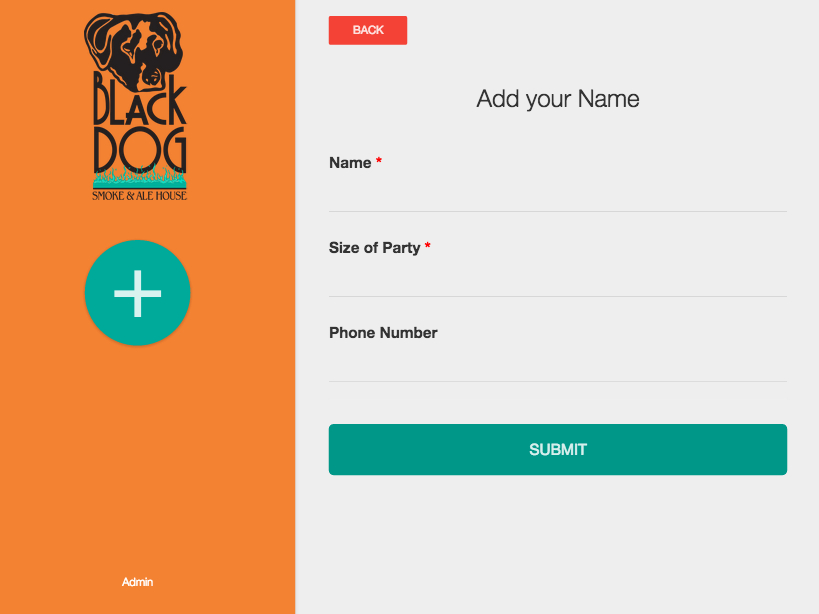 BLACK
DOG
SMOKE & ALE HOUSE
Admin
BACK
Add your Name
Name *
Size of Party *
Phone Number
SUBMIT